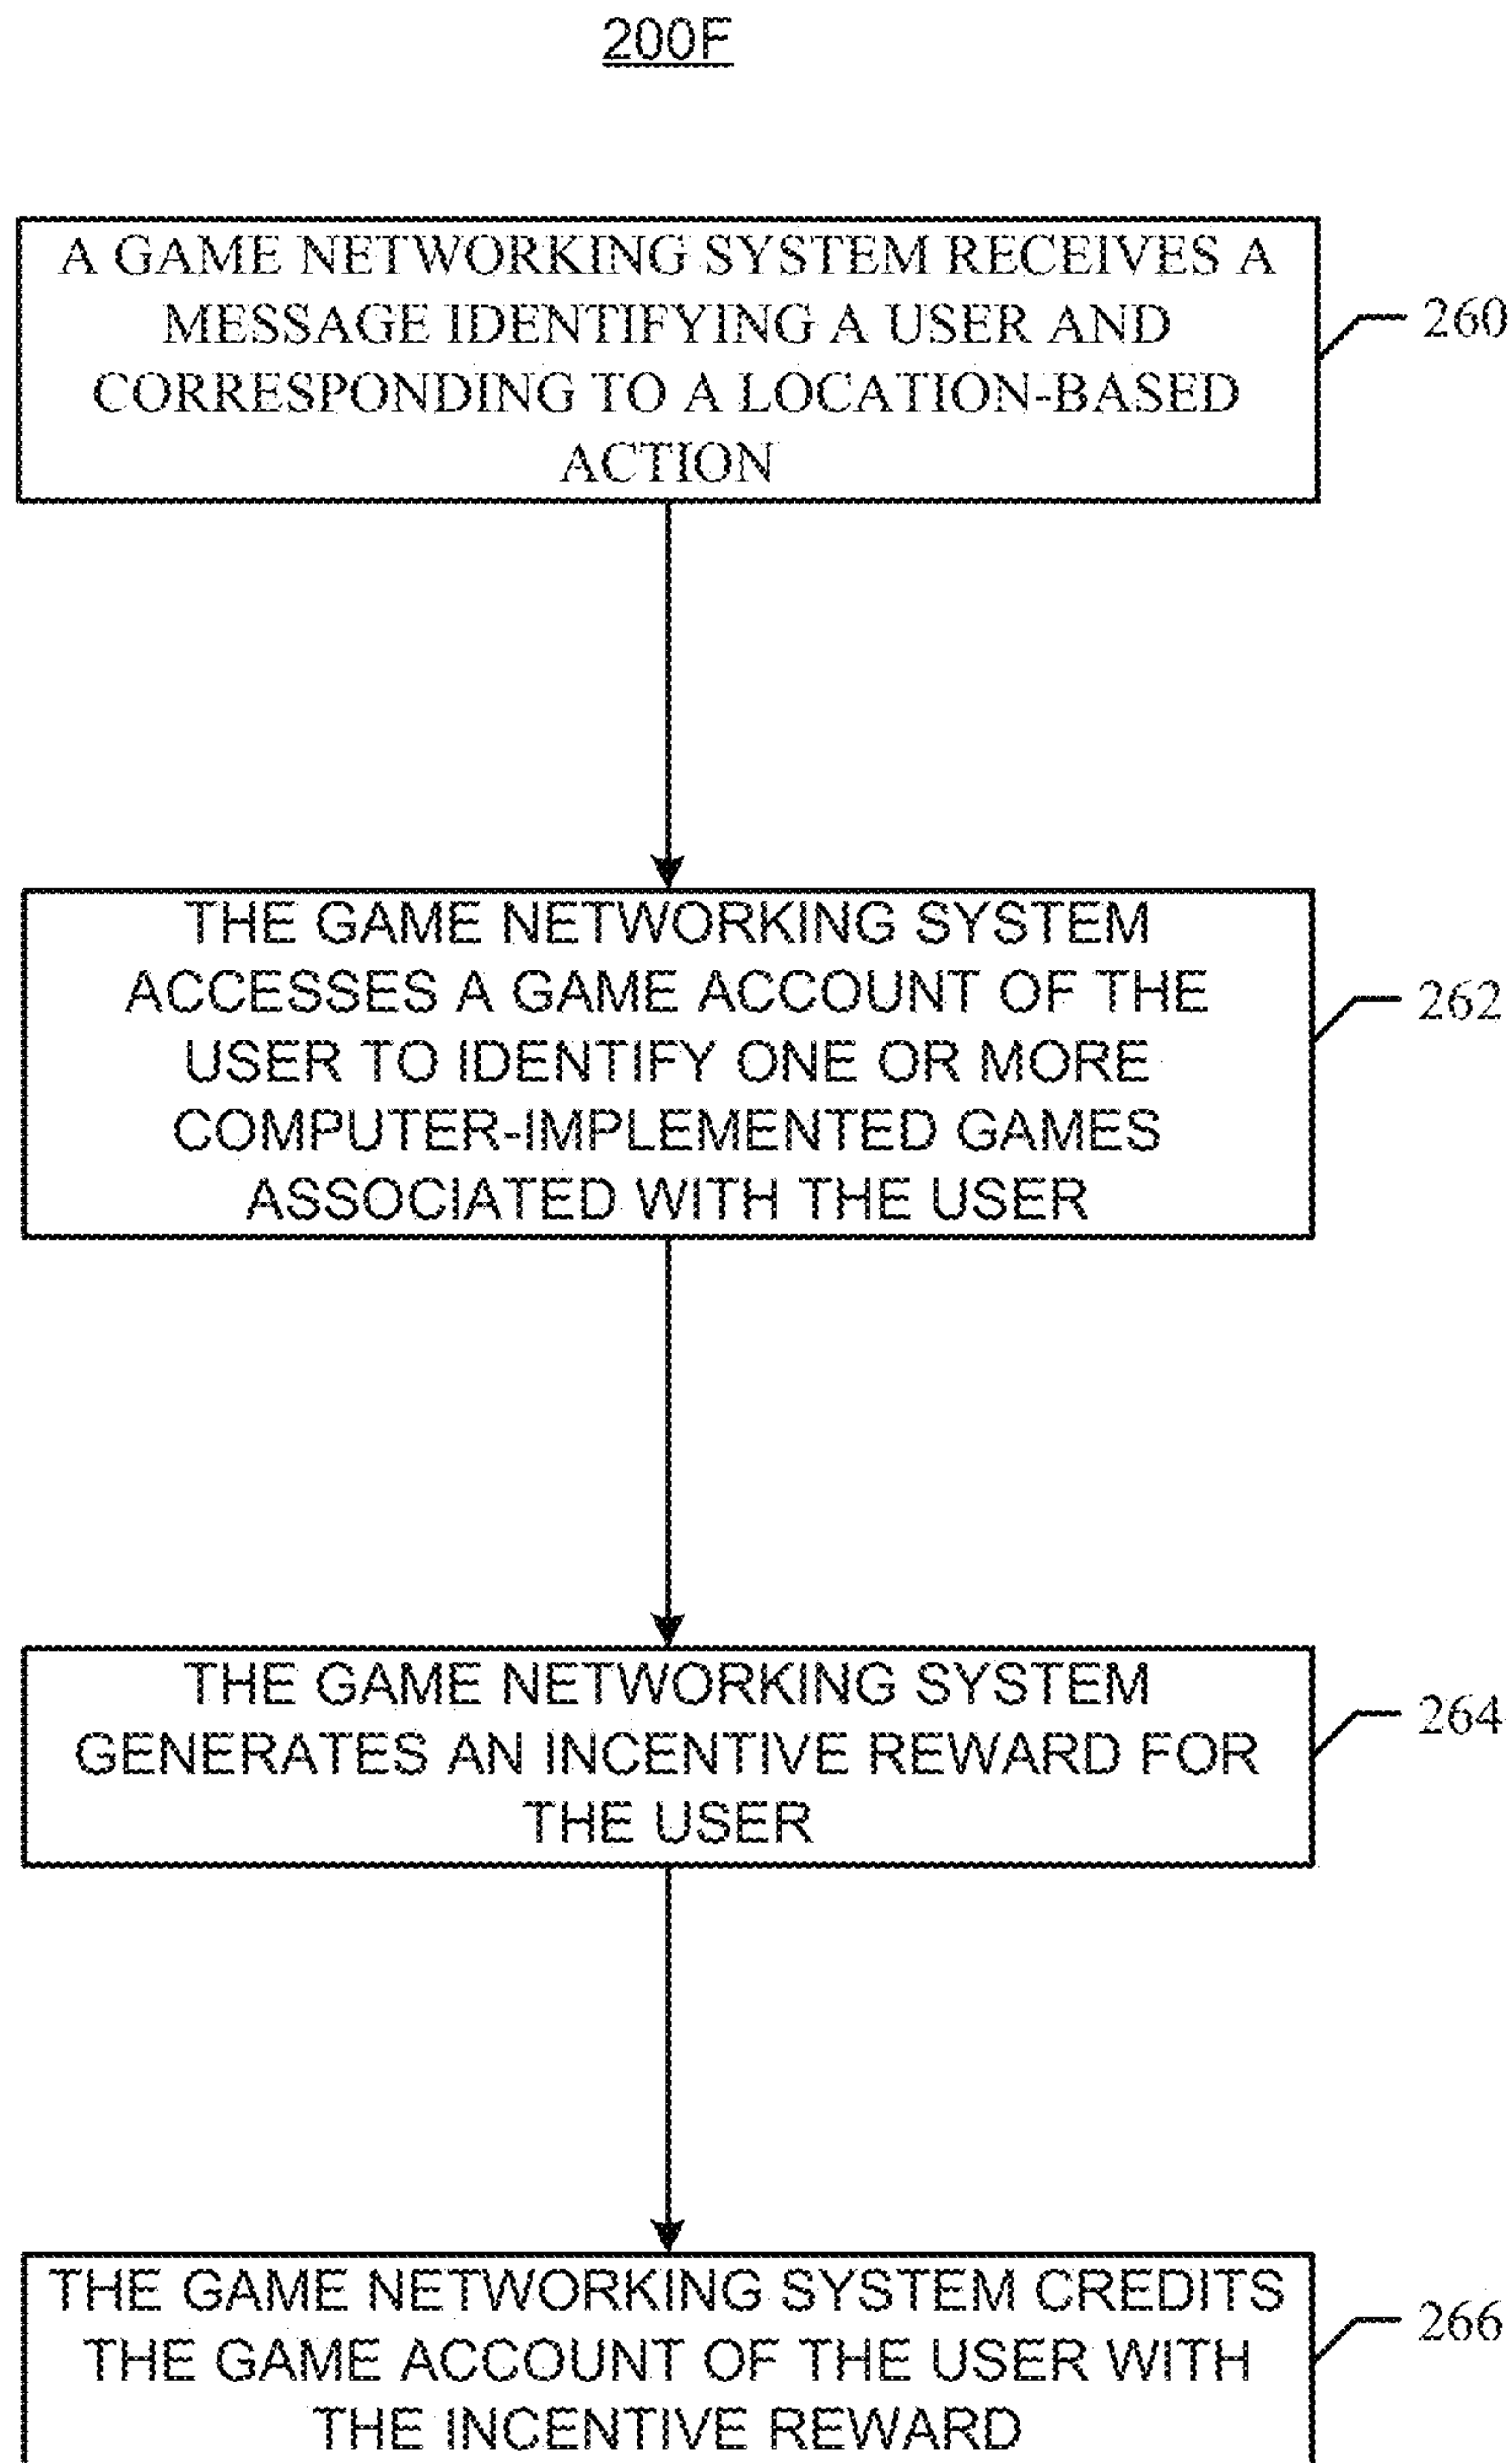 200F
A GAME NETWORKING SYSTEM RECEIVES A
MESSAGE IDENTIFYING A USER AND
CORRESPONDING TO A LOCATION-BASED
ACTION
260
THE GAME NETWORKING SYSTEM
ACCESSES A GAME ACCOUNT OF THE
USER TO IDENTIFY ONE OR MORE
COMPUTER-IMPLEMENTED GAMES
ASSOCIATED WITH THE USER
262
THE GAME NETWORKING SYSTEM
GENERATES AN INCENTIVE REWARD FOR
THE USER
264
THE GAME NETWORKING SYSTEM CREDITS
THE GAME ACCOUNT OF THE USER WITH
THE INCENTIVE REWARD
266